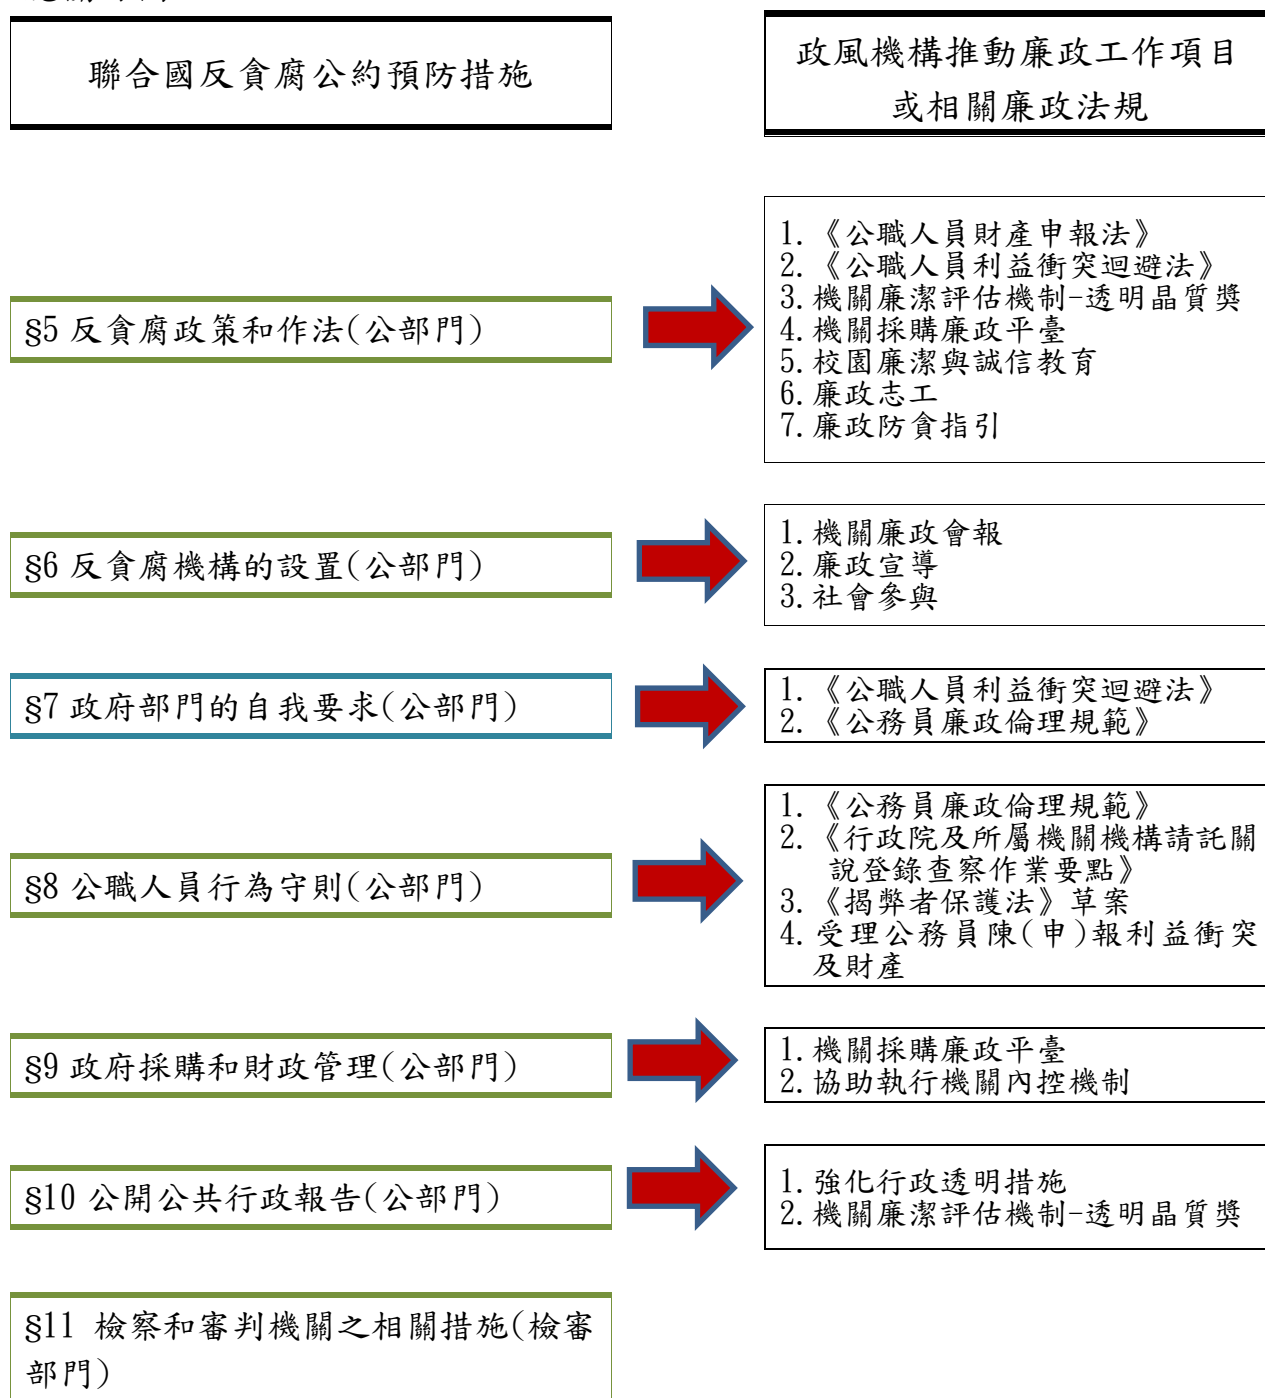 聯合國反貪腐公約預防措施
政風機構推動廉政工作項目
或相關廉政法規
§5 反貪腐政策和作法(公部門)
1.《公職人員財產申報法》
2.《公職人員利益衝突迴避法》
3.機關廉潔評估機制-透明晶質獎
4.機關採購廉政平臺
5.校園廉潔與誠信教育
6.廉政志工
7.廉政防貪指引
§6 反貪腐機構的設置(公部門)
1.機關廉政會報
2.廉政宣導
3.社會參與
§7 政府部門的自我要求(公部門)
1.《公職人員利益衝突迴避法》
2.《公務員廉政倫理規範》
§8 公職人員行為守則(公部門)
1.《公務員廉政倫理規範》
2.《行政院及所屬機關機構請託關
說登錄查察作業要點》
3.《揭弊者保護法》草案
4.受理公務員陳(申)報利益衝突
及財產
§9 政府採購和財政管理(公部門)
1.機關採購廉政平臺
2.協助執行機關內控機制
§10 公開公共行政報告(公部門)
1.強化行政透明措施
2.機關廉潔評估機制-透明晶質獎
§11 檢察和審判機關之相關措施(檢審
部門)